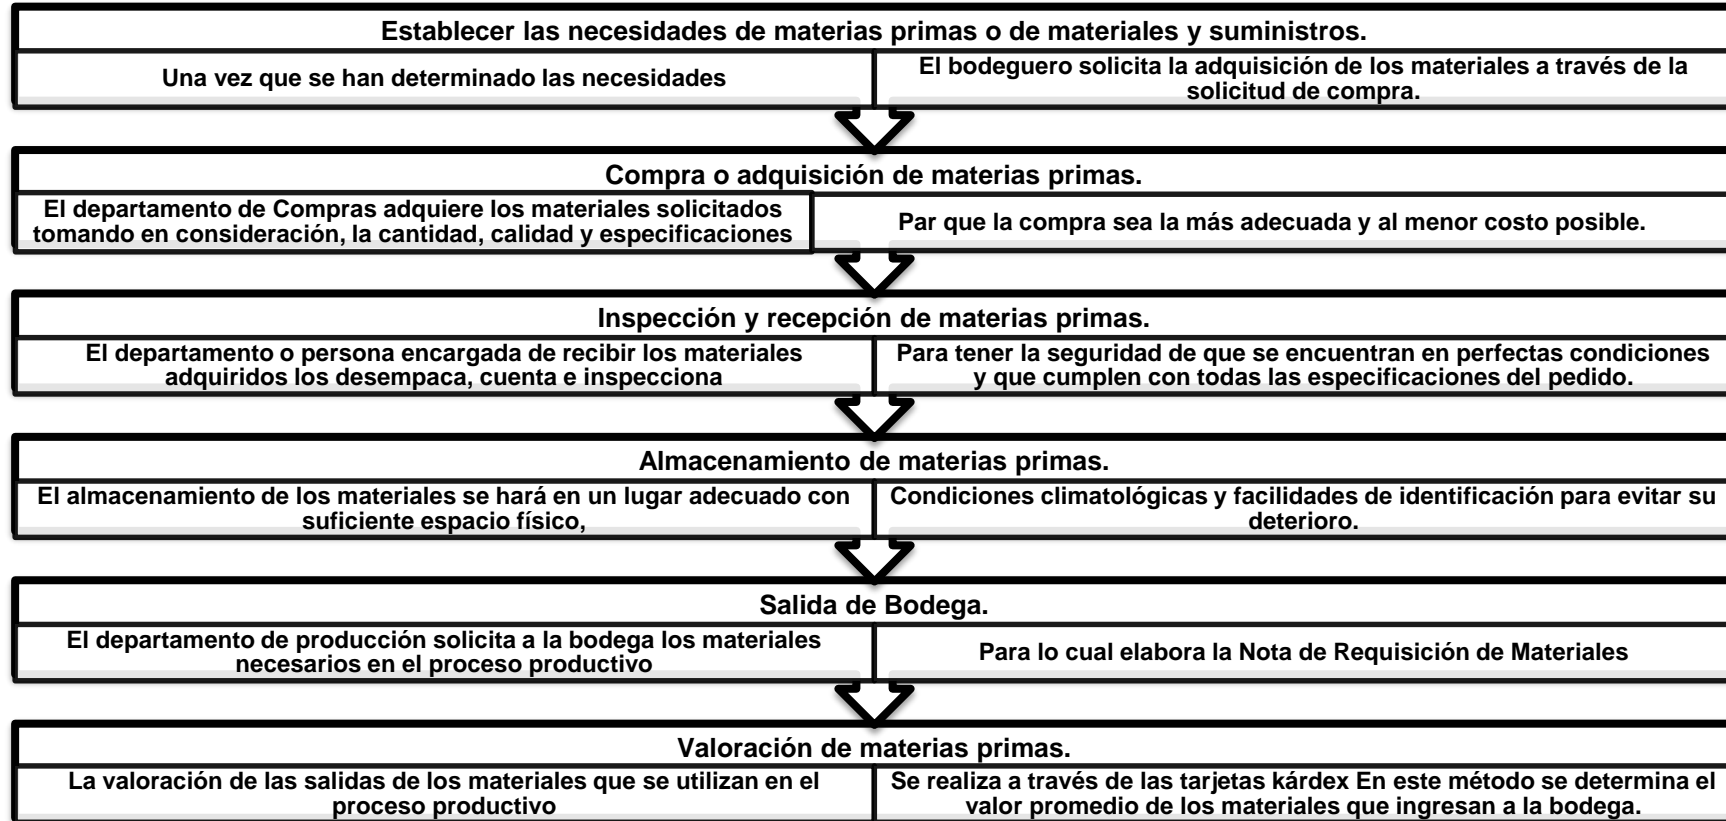 Establecer las necesidades de materias primas o de materiales y suministros.
Una vez que se han determinado las necesidades
El bodeguero solicita la adquisición de los materiales a través de la
solicitud de compra.
Compra o adquisición de materias primas.
El departamento de Compras adquiere los materiales solicitados
tomando en consideración, la cantidad, calidad y especificaciones
Par que la compra sea la más adecuada y al menor costo posible.
Inspección y recepción de materias primas.
El departamento o persona encargada de recibir los materiales
adquiridos los desempaca, cuenta e inspecciona
Para tener la seguridad de que se encuentran en perfectas condiciones
y que cumplen con todas las especificaciones del pedido.
Almacenamiento de materias primas.
El almacenamiento de los materiales se hará en un lugar adecuado con
suficiente espacio físico,
Condiciones climatológicas y facilidades de identificación para evitar su
deterioro.
Salida de Bodega.
El departamento de producción solicita a la bodega los materiales
necesarios en el proceso productivo
Para lo cual elabora la Nota de Requisición de Materiales
Valoración de materias primas.
La valoración de las salidas de los materiales que se utilizan en el
proceso productivo
Se realiza a través de las tarjetas kárdex En este método se determina el
valor promedio de los materiales que ingresan a la bodega.